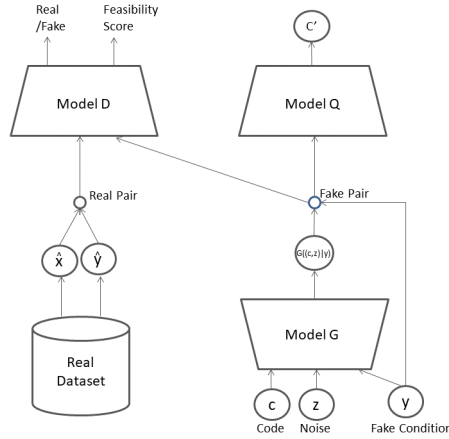 Real
/Fake
Feasibility
Score
C′
Model D
Model Q
Real Pair
Fake Pair
x̂
ŷ
G((c,z)|y)
Model G
Real
Dataset
c
z
y
Code
Noise
Fake Condition